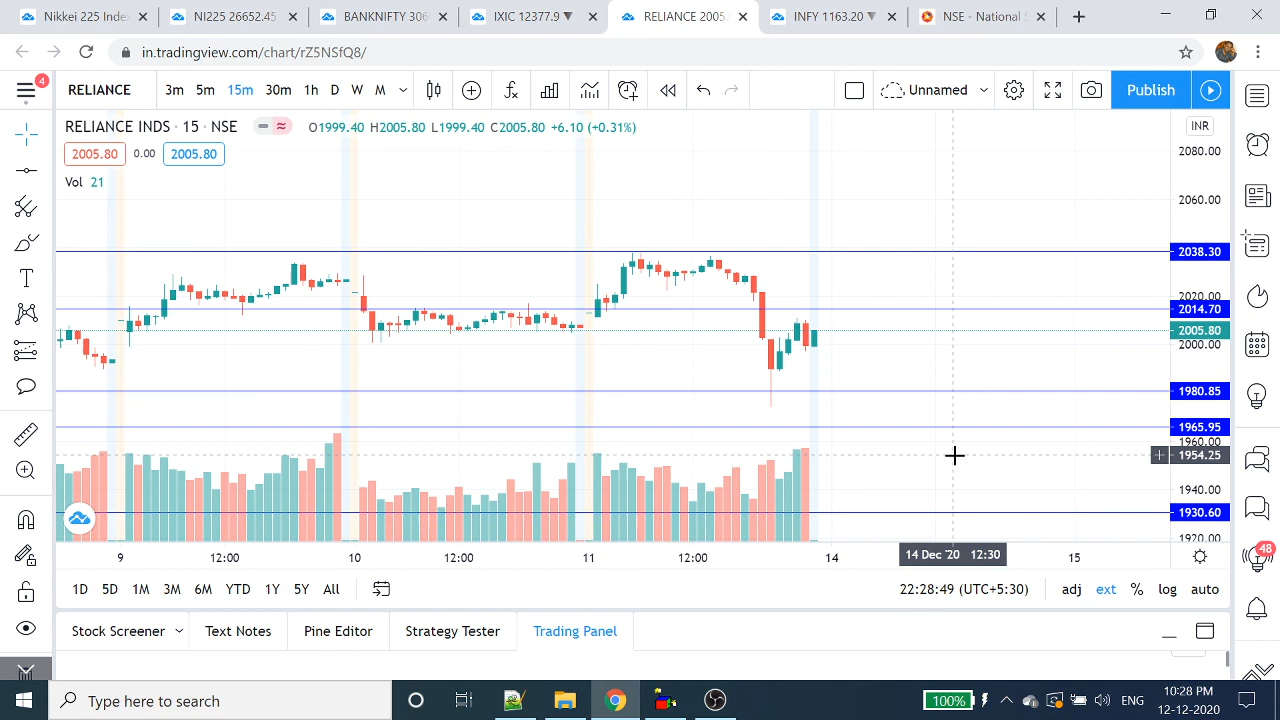 Nikkei 225 Index
NI225 26652.45
BANKNIFTY 306
IXIC 12377.9 ▼
RELIANCE 2005.
INFY 1163.20 ▼
NSE - National S
in.tradingview.com/chart/rZ5NSfQ8/
4
RELIANCE
3m 5m 15m 30m 1h D W M
Unnamed
Publish
RELIANCE INDS · 15 · NSE
O1999.40 H2005.80 L1999.40 C2005.80 +6.10 (+0.31%)
INR
2005.80 0.00 2005.80
Vol 21
2080.00
2060.00
2038.30
2020.00
2014.70
2005.80
2000.00
1980.85
1965.95
1960.00
1954.25
1940.00
1930.60
1920.00
9 12:00 10 12:00 11 12:00 14 14 Dec '20 12:30 15
1D 5D 1M 3M 6M YTD 1Y 5Y All
22:28:49 (UTC+5:30)
adj ext % log auto
48
Stock Screener
Text Notes
Pine Editor
Strategy Tester
Trading Panel
Type here to search
100%
ENG
10:28 PM
12-12-2020